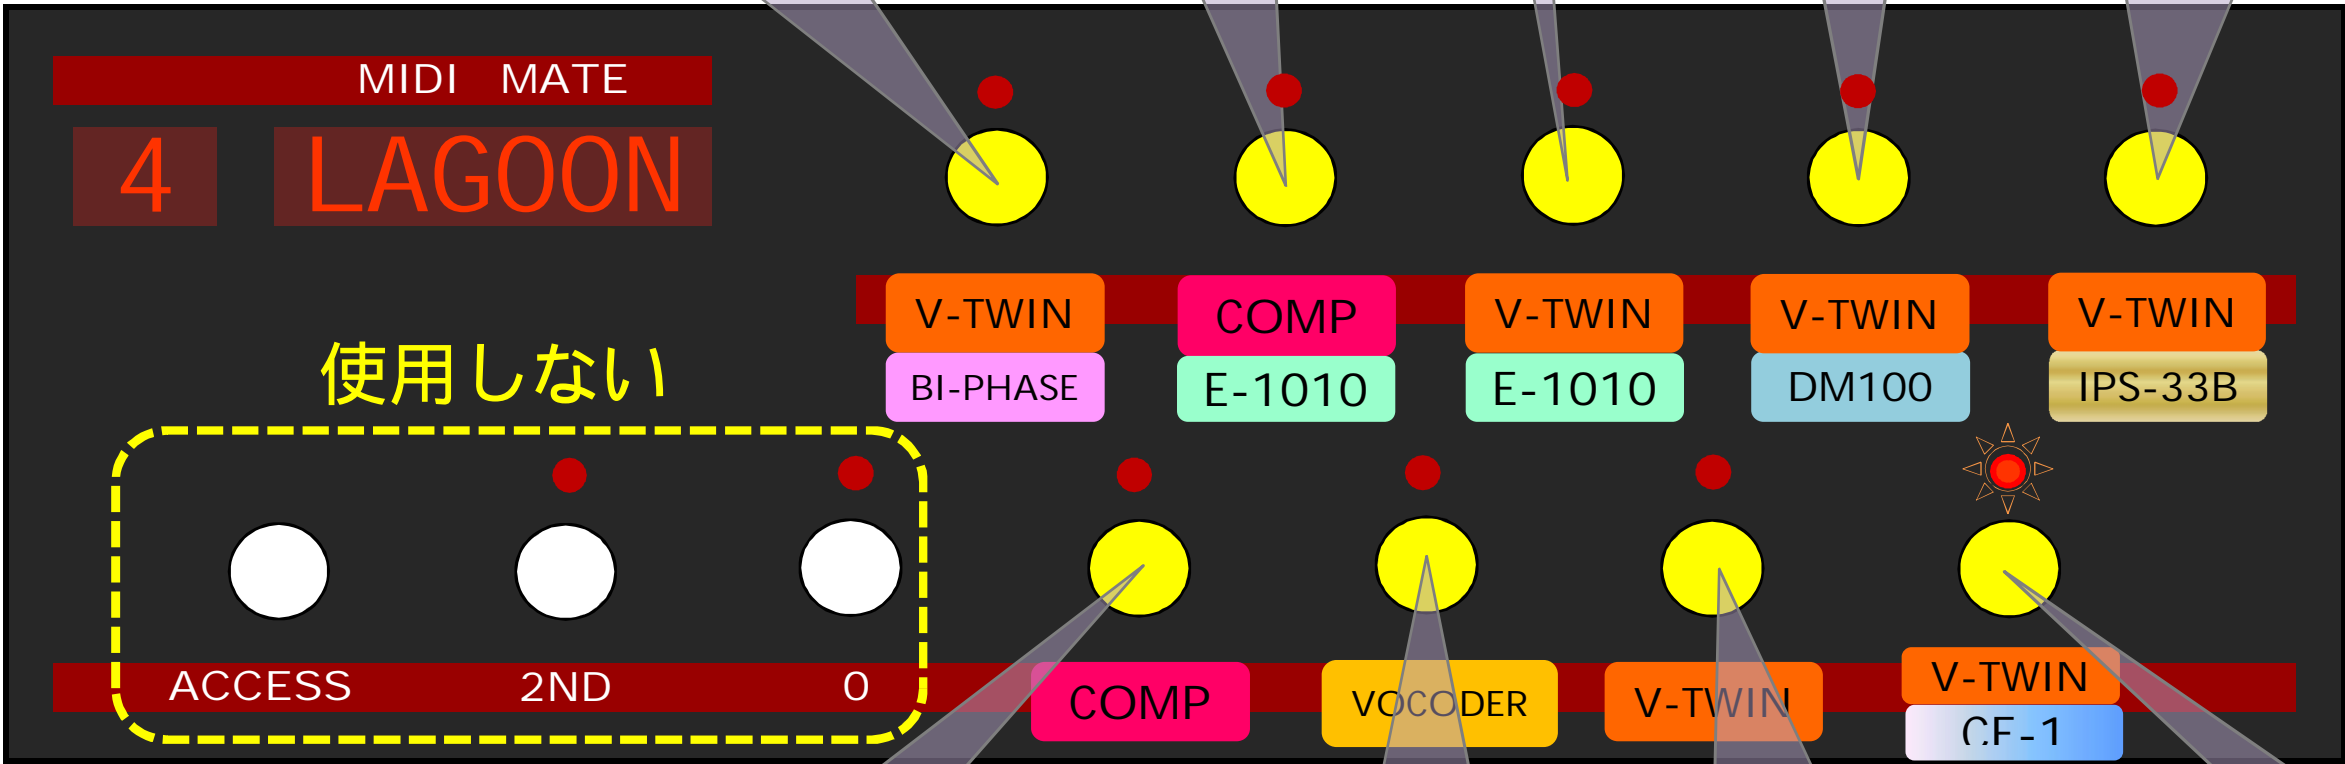 MIDI MATE
4 LAGOON
V-TWIN COMP V-TWIN V-TWIN V-TWIN
BI-PHASE E-1010 E-1010 DM100 IPS-33B
使用しない
ACCESS 2ND 0 COMP VOCODER V-TWIN V-TWIN
CE-1